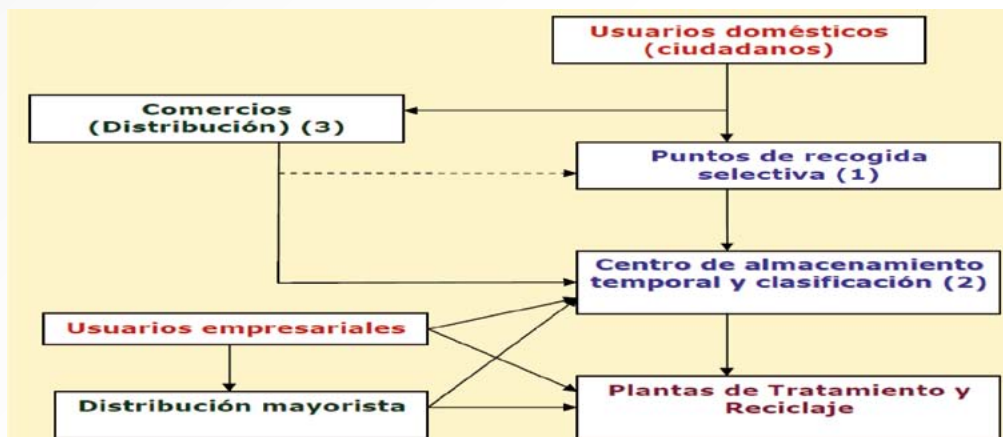 Usuarios domésticos
(ciudadanos)
Comercios
(Distribución) (3)
Puntos de recogida
selectiva (1)
Centro de almacenamiento
temporal y clasificación (2)
Usuarios empresariales
Distribución mayorista
Plantas de Tratamiento y
Reciclaje